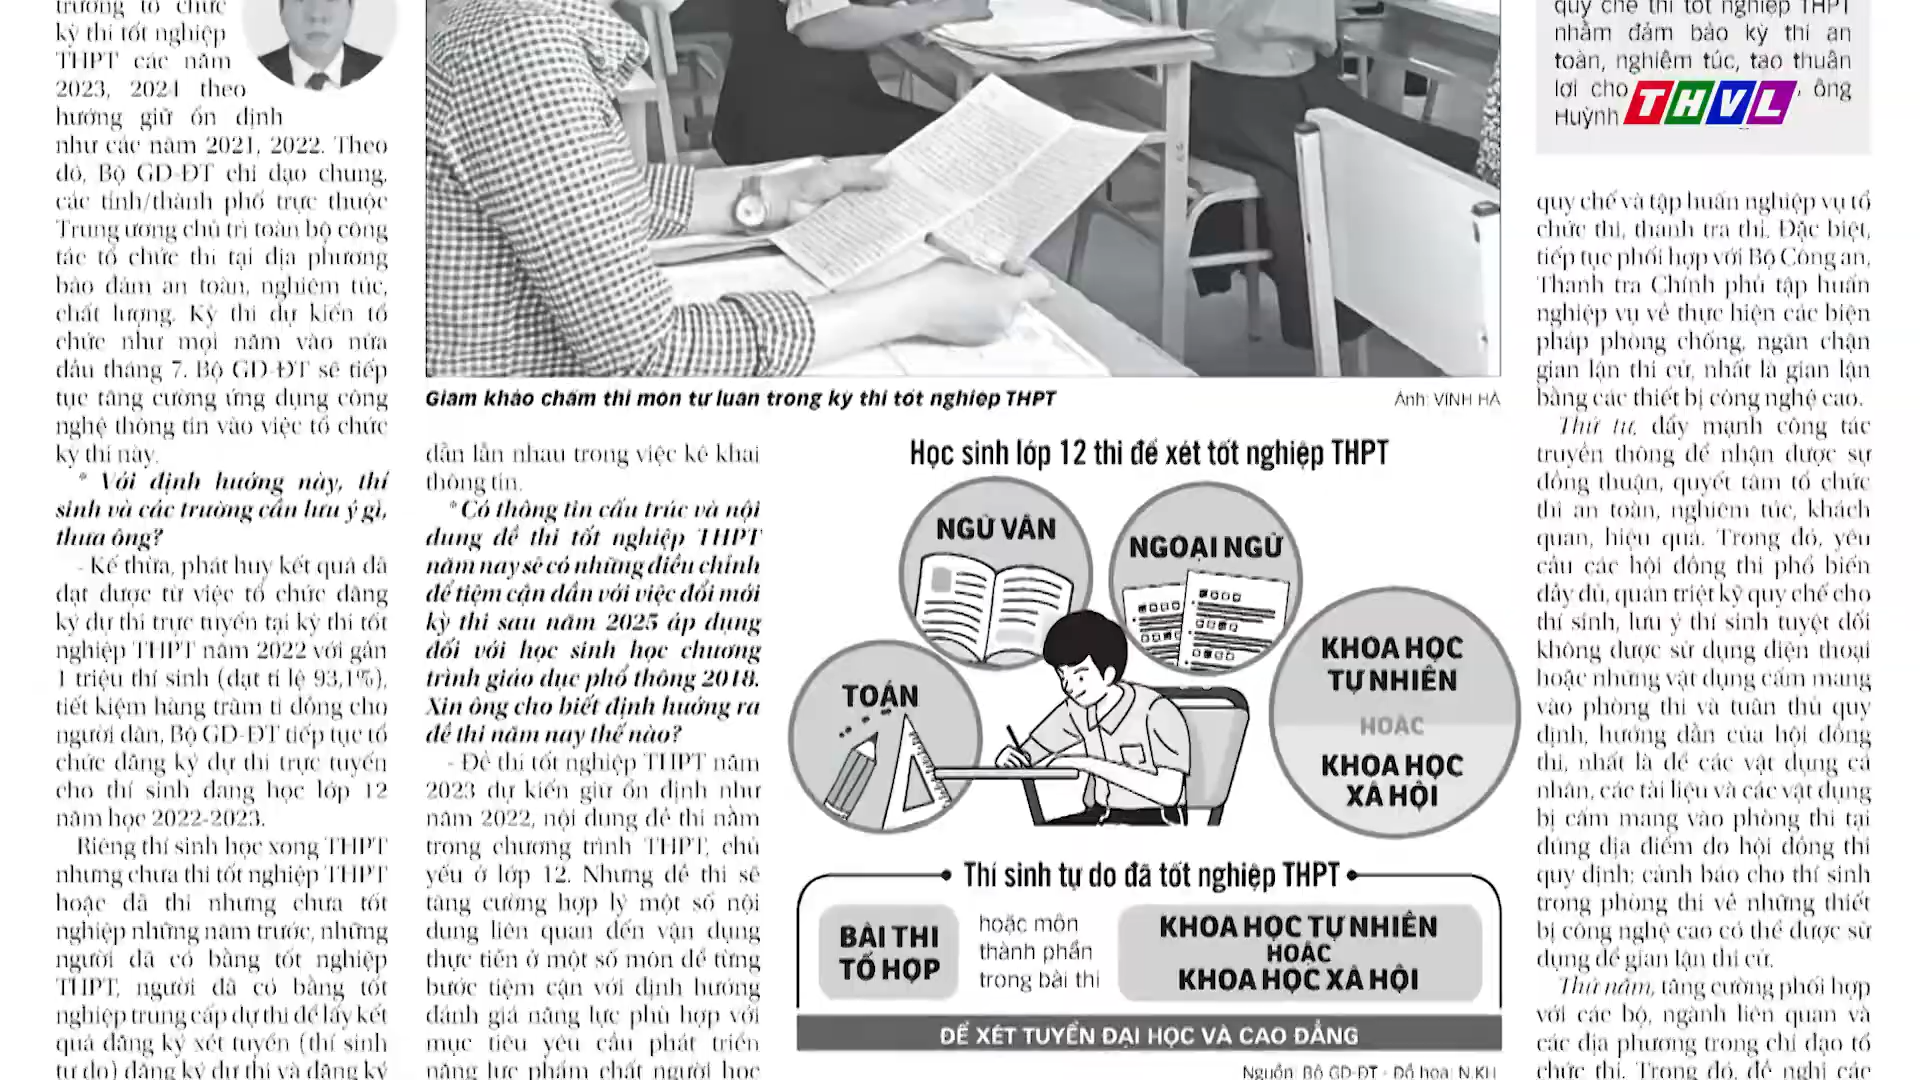 trương tổ chức
kỳ thi tốt nghiệp
THPT các năm
2023, 2024 theo
hướng giữ ổn định
như các năm 2021, 2022. Theo
đó, Bộ GD-ĐT chỉ đạo chung,
các tỉnh/thành phố trực thuộc
Trung ương chủ trì toàn bộ công
tác tổ chức thi tại địa phương
bảo đảm an toàn, nghiêm túc,
chất lượng. Kỳ thi dự kiến tổ
chức như mọi năm vào nửa
đầu tháng 7. Bộ GD-ĐT sẽ tiếp
tục tăng cường ứng dụng công
nghệ thông tin vào việc tổ chức
kỳ thi này.
* Với định hướng này, thí
sinh và các trường cần lưu ý gì,
thưa ông?
- Kế thừa, phát huy kết quả đã
đạt được từ việc tổ chức đăng
ký dự thi trực tuyến tại kỳ thi tốt
nghiệp THPT năm 2022 với gần
1 triệu thí sinh (đạt tỉ lệ 93,1%),
tiết kiệm hàng trăm tỉ đồng cho
người dân, Bộ GD-ĐT tiếp tục tổ
chức đăng ký dự thi trực tuyến
cho thí sinh đang học lớp 12
năm học 2022-2023.
Riêng thí sinh học xong THPT
nhưng chưa thi tốt nghiệp THPT
hoặc đã thi nhưng chưa tốt
nghiệp những năm trước, những
người đã có bằng tốt nghiệp
THPT, người đã có bằng tốt
nghiệp trung cấp dự thi để lấy kết
quả đăng ký xét tuyển (thí sinh
tự do) đăng ký dự thi và đăng ký
Giám khảo chấm thi môn tự luận trong kỳ thi tốt nghiệp THPT
Ảnh: VĨNH HÀ
dẫn lẫn nhau trong việc kê khai
thông tin.
* Có thông tin cấu trúc và nội
dung đề thi tốt nghiệp THPT
năm nay sẽ có những điều chỉnh
để tiệm cận dần với việc đổi mới
kỳ thi sau năm 2025 áp dụng
đối với học sinh học chương
trình giáo dục phổ thông 2018.
Xin ông cho biết định hướng ra
đề thi năm nay thế nào?
- Đề thi tốt nghiệp THPT năm
2023 dự kiến giữ ổn định như
năm 2022, nội dung đề thi nằm
trong chương trình THPT, chủ
yếu ở lớp 12. Nhưng đề thi sẽ
tăng cường hợp lý một số nội
dung liên quan đến vận dụng
thực tiễn ở một số môn để từng
bước tiệm cận với định hướng
đánh giá năng lực phù hợp với
mục tiêu yêu cầu phát triển
năng lực phẩm chất người học
Học sinh lớp 12 thi để xét tốt nghiệp THPT
NGỮ VĂN
NGOẠI NGỮ
TOÁN
KHOA HỌC
TỰ NHIÊN
HOẶC
KHOA HỌC
XÃ HỘI
Thí sinh tự do đã tốt nghiệp THPT
BÀI THI
TỔ HỢP
hoặc môn
thành phần
trong bài thi
KHOA HỌC TỰ NHIÊN
HOẶC
KHOA HỌC XÃ HỘI
ĐỂ XÉT TUYỂN ĐẠI HỌC VÀ CAO ĐẲNG
Nguồn: Bộ GD-ĐT - Đồ họa: N.KH
quy chế thi tốt nghiệp THPT
nhằm đảm bảo kỳ thi an
toàn, nghiêm túc, tạo thuận
lợi cho ông
Huỳnh
THVL
quy chế và tập huấn nghiệp vụ tổ
chức thi, thanh tra thi. Đặc biệt,
tiếp tục phối hợp với Bộ Công an,
Thanh tra Chính phủ tập huấn
nghiệp vụ về thực hiện các biện
pháp phòng chống, ngăn chặn
gian lận thi cử, nhất là gian lận
bằng các thiết bị công nghệ cao.
Thứ tư, đẩy mạnh công tác
truyền thông để nhận được sự
đồng thuận, quyết tâm tổ chức
thi an toàn, nghiêm túc, khách
quan, hiệu quả. Trong đó, yêu
cầu các hội đồng thi phổ biến
đầy đủ, quán triệt kỹ quy chế cho
thí sinh, lưu ý thí sinh tuyệt đối
không được sử dụng điện thoại
hoặc những vật dụng cấm mang
vào phòng thi và tuân thủ quy
định, hướng dẫn của hội đồng
thi, nhất là để các vật dụng cá
nhân, các tài liệu và các vật dụng
bị cấm mang vào phòng thi tại
đúng địa điểm do hội đồng thi
quy định; cảnh báo cho thí sinh
trong phòng thi về những thiết
bị công nghệ cao có thể được sử
dụng để gian lận thi cử.
Thứ năm, tăng cường phối hợp
với các bộ, ngành liên quan và
các địa phương trong chỉ đạo tổ
chức thi. Trong đó, đề nghị các